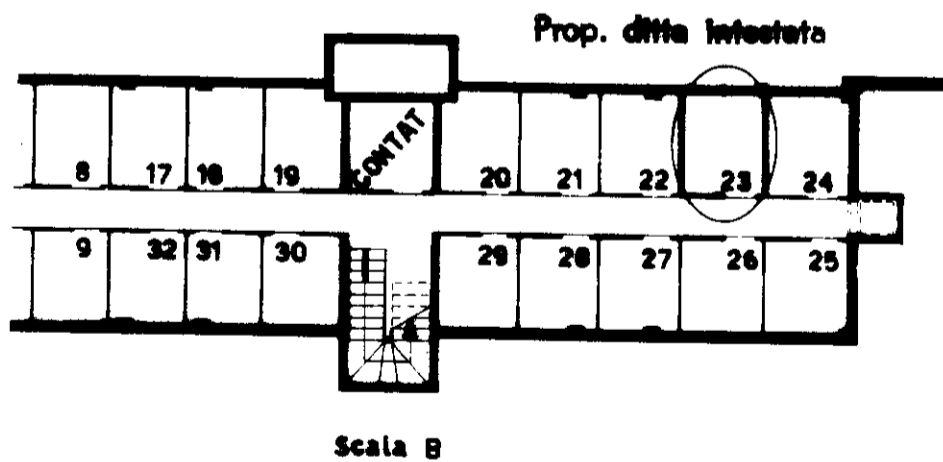 Prop. ditta intestata
CONTAT
8 17 18 19 20 21 22 23 24
9 32 31 30 29 28 27 26 25
Scala B